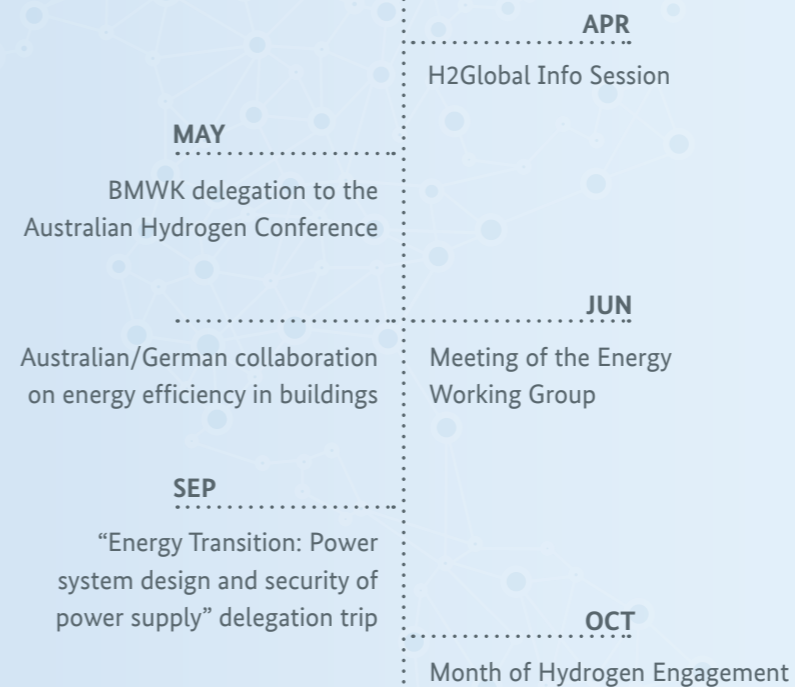 APR
H2Global Info Session
MAY
BMWK delegation to the
Australian Hydrogen Conference
JUN
Australian/German collaboration
on energy efficiency in buildings
Meeting of the Energy
Working Group
SEP
“Energy Transition: Power
system design and security of
power supply” delegation trip
OCT
Month of Hydrogen Engagement